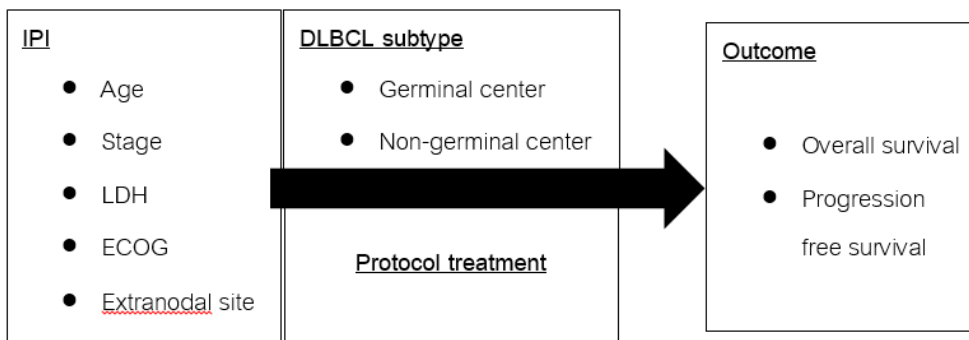 IPI
● Age
● Stage
● LDH
● ECOG
● Extranodal site
DLBCL subtype
● Germinal center
● Non-germinal center
Protocol treatment
Outcome
● Overall survival
● Progression
free survival